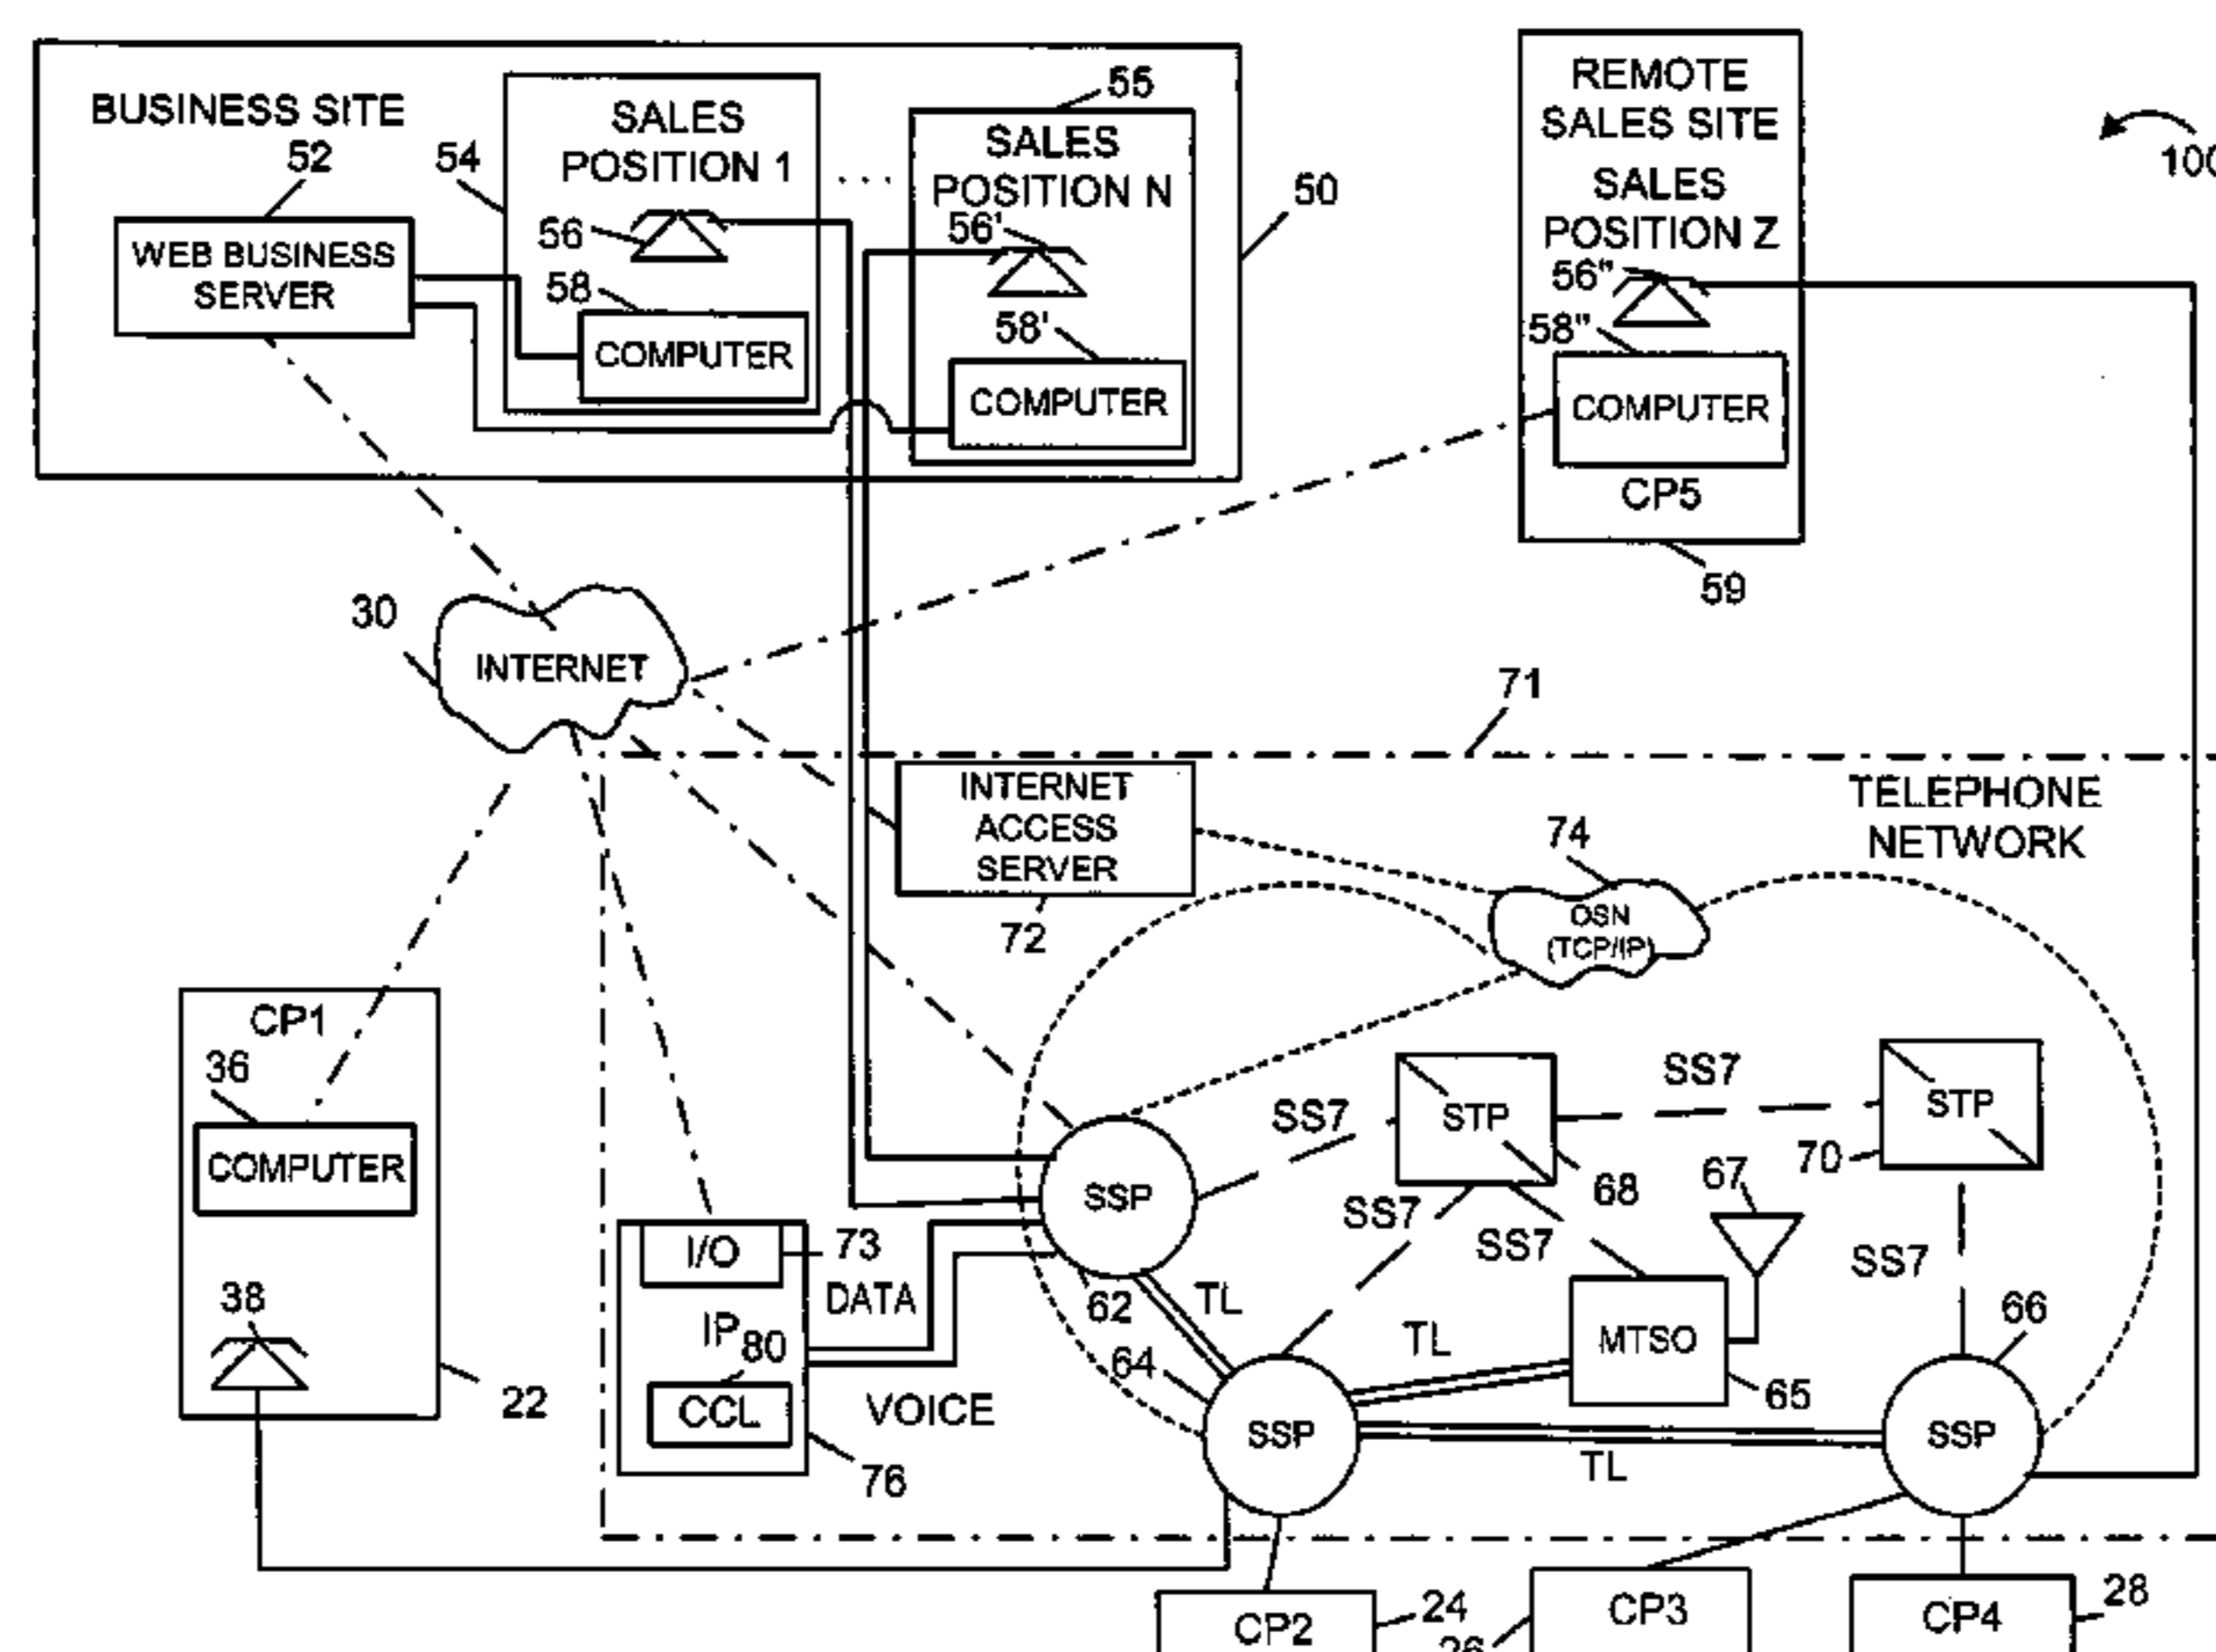 BUSINESS SITE
52
WEB BUSINESS
SERVER
54
SALES
POSITION 1
56
58
COMPUTER
. . .
55
SALES
POSITION N
56'
58'
COMPUTER
50
REMOTE
SALES SITE
SALES
POSITION Z
56"
58"
COMPUTER
CP5
59
100
30
INTERNET
71
TELEPHONE
NETWORK
INTERNET
ACCESS
SERVER
72
74
OSN
(TCP/IP)
CP1
36
COMPUTER
38
22
I/O
73
IP
80
CCL
76
DATA
VOICE
SSP
62
SS7
STP
68
SS7
STP
70
SS7
SS7
67
SS7
MTSO
65
TL
64
SSP
TL
TL
66
SSP
CP2
24
26
CP3
CP4
28